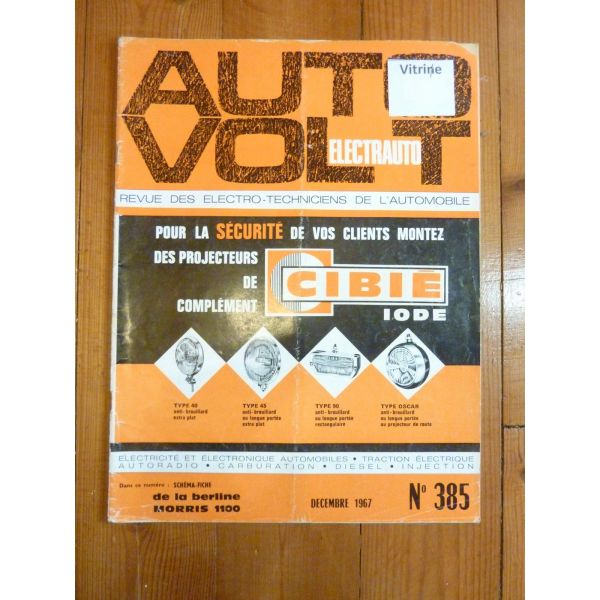 AUTO
Vitrine
VOLT
ELECTRAUTO
REVUE DES ELECTRO-TECHNICIENS DE L'AUTOMOBILE
POUR LA SÉCURITÉ DE VOS CLIENTS MONTEZ
DES PROJECTEURS
DE
COMPLÉMENT
CIBIÉ
IODE
TYPE 40
anti-brouillard
extra plat
TYPE 45
anti-brouillard
ou longue portée
extra plat
TYPE 90
anti-brouillard
ou longue portée
rectangulaire
TYPE OSCAR
anti-brouillard
ou longue portée
ou projecteur de route
ELECTRICITÉ ET ÉLECTRONIQUE AUTOMOBILES • TRACTION ÉLECTRIQUE
AUTORADIO • CARBURATION • DIESEL • INJECTION
Dans ce numéro : SCHÉMA-FICHE
de la berline
MORRIS 1100
DECEMBRE 1967
N° 385